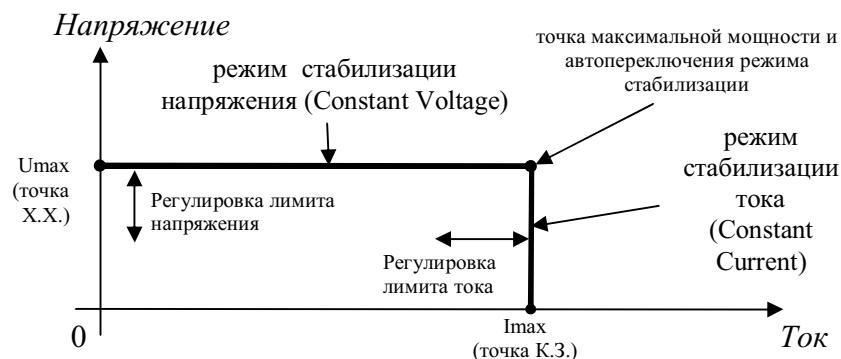 Напряжение
точка максимальной мощности и
автопереключения режима
стабилизации
режим стабилизации
напряжения (Constant Voltage)
режим
стабилизации
тока
(Constant
Current)
Umax
(точка
Х.Х.)
Регулировка лимита
напряжения
Регулировка
лимита тока
0
Imax
(точка К.З.)
Ток